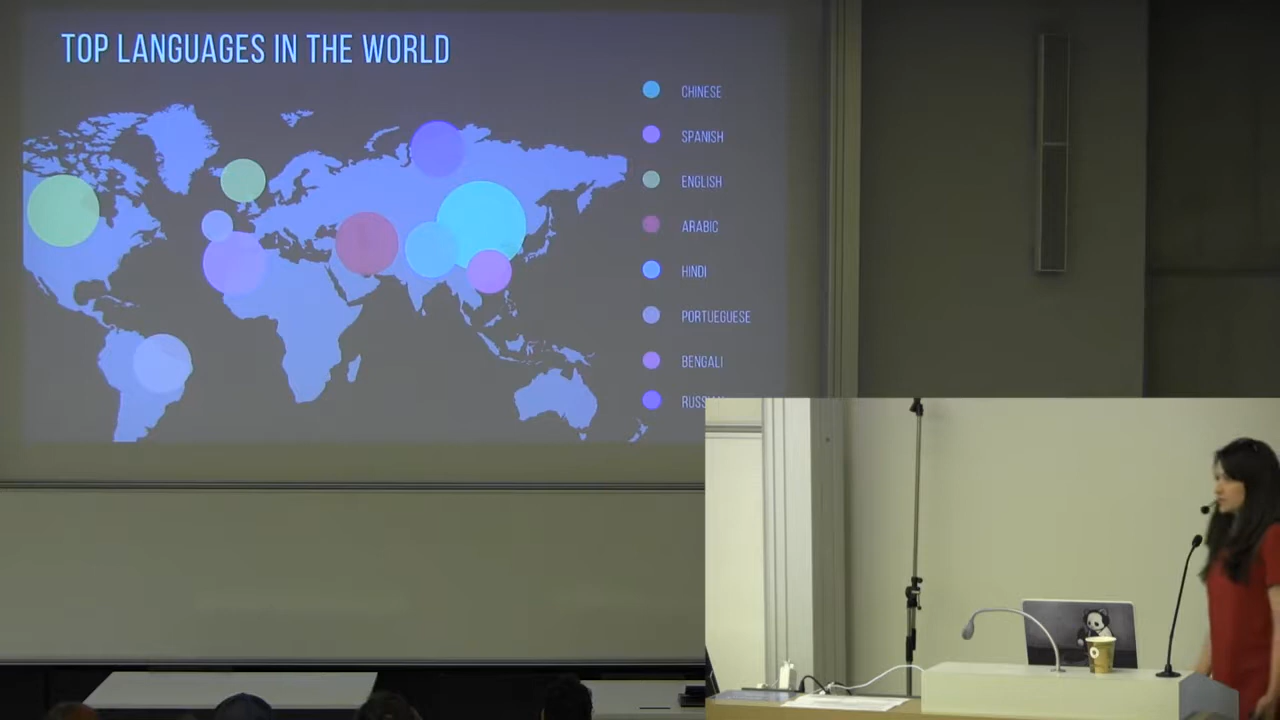 TOP LANGUAGES IN THE WORLD
CHINESE
SPANISH
ENGLISH
ARABIC
HINDI
PORTUEGUESE
BENGALI